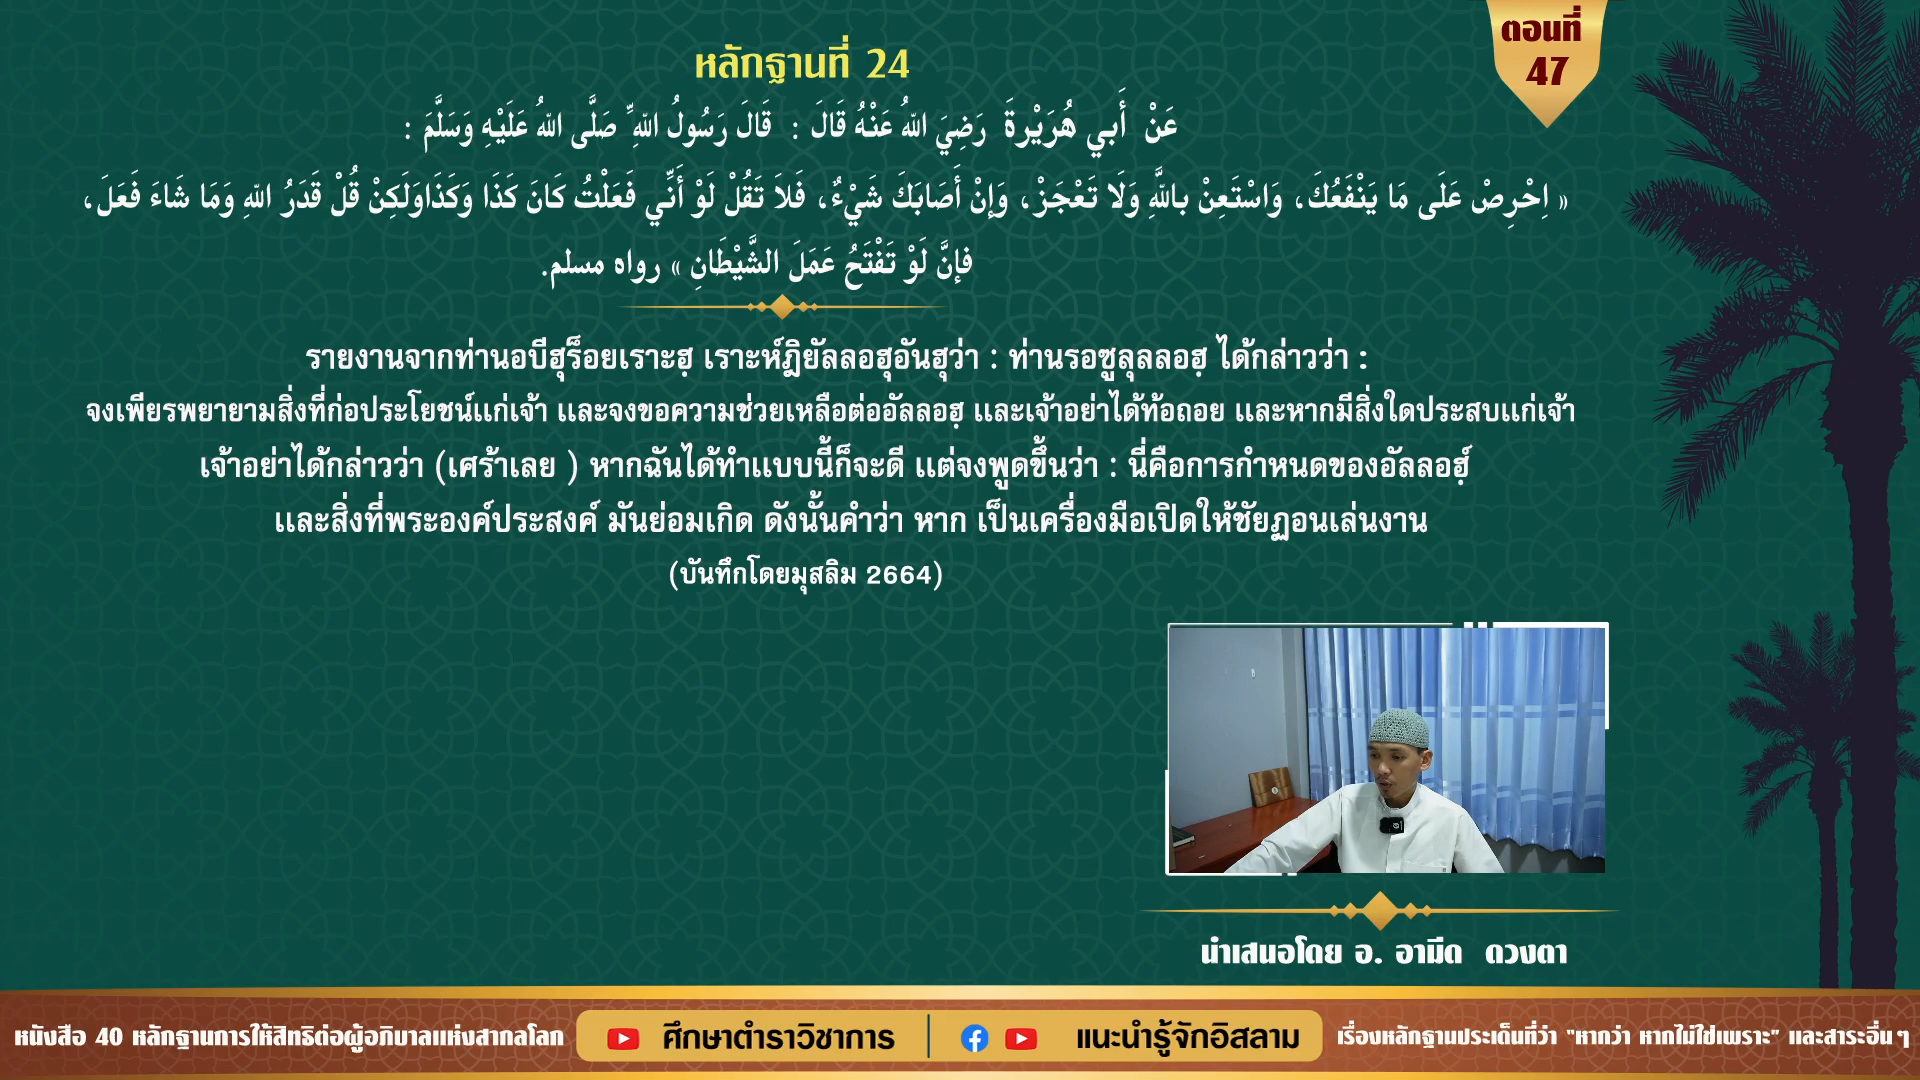 ตอนที่
47
หลักฐานที่ 24
عَنْ أَبي هُرَيْرةَ رَضِيَ اللهُ عَنْهُ قَالَ : قَالَ رَسُولُ اللهِ صَلَّى اللهُ عَلَيْهِ وَسَلَّمَ :
« اِحْرِصْ عَلَى مَا يَنْفَعُكَ، وَاسْتَعِنْ بِاللَّهِ وَلَا تَعْجَزْ، وَإِنْ أَصَابَكَ شَيْءٌ، فَلاَ تَقُلْ لَوْ أَنِّي فَعَلْتُ كَانَ كَذَا وَكَذَاوَلَكِنْ قُلْ قَدَرُ اللهِ وَمَا شَاءَ فَعَلَ،
فَإنَّ لَوْ تَفْتَحُ عَمَلَ الشَّيْطَانِ » رواه مسلم.
รายงานจากท่านอบีฮุร็อยเราะฮฺ เราะห์ฎิยัลลอฮุอันฮุว่า : ท่านรอซูลุลลอฮฺ ได้กล่าวว่า :
จงเพียรพยายามสิ่งที่ก่อประโยชน์แก่เจ้า และจงขอความช่วยเหลือต่ออัลลอฮฺ และเจ้าอย่าได้ท้อถอย และหากมีสิ่งใดประสบแก่เจ้า
เจ้าอย่าได้กล่าวว่า (เศร้าเลย ) หากฉันได้ทำแบบนี้ก็จะดี แต่จงพูดขึ้นว่า : นี่คือการกำหนดของอัลลอฮฺ์
และสิ่งที่พระองค์ประสงค์ มันย่อมเกิด ดังนั้นคำว่า หาก เป็นเครื่องมือเปิดให้ชัยฏอนเล่นงาน
(บันทึกโดยมุสลิม 2664)
นำเสนอโดย อ. อามีด ดวงตา
หนังสือ 40 หลักฐานการให้สิทธิต่อผู้อภิบาลแห่งสากลโลก
ศึกษาตำราวิชาการ
แนะนำรู้จักอิสลาม
เรื่องหลักฐานประเด็นที่ว่า "หากว่า หากไม่ใช่เพราะ" และสาระอื่นๆ